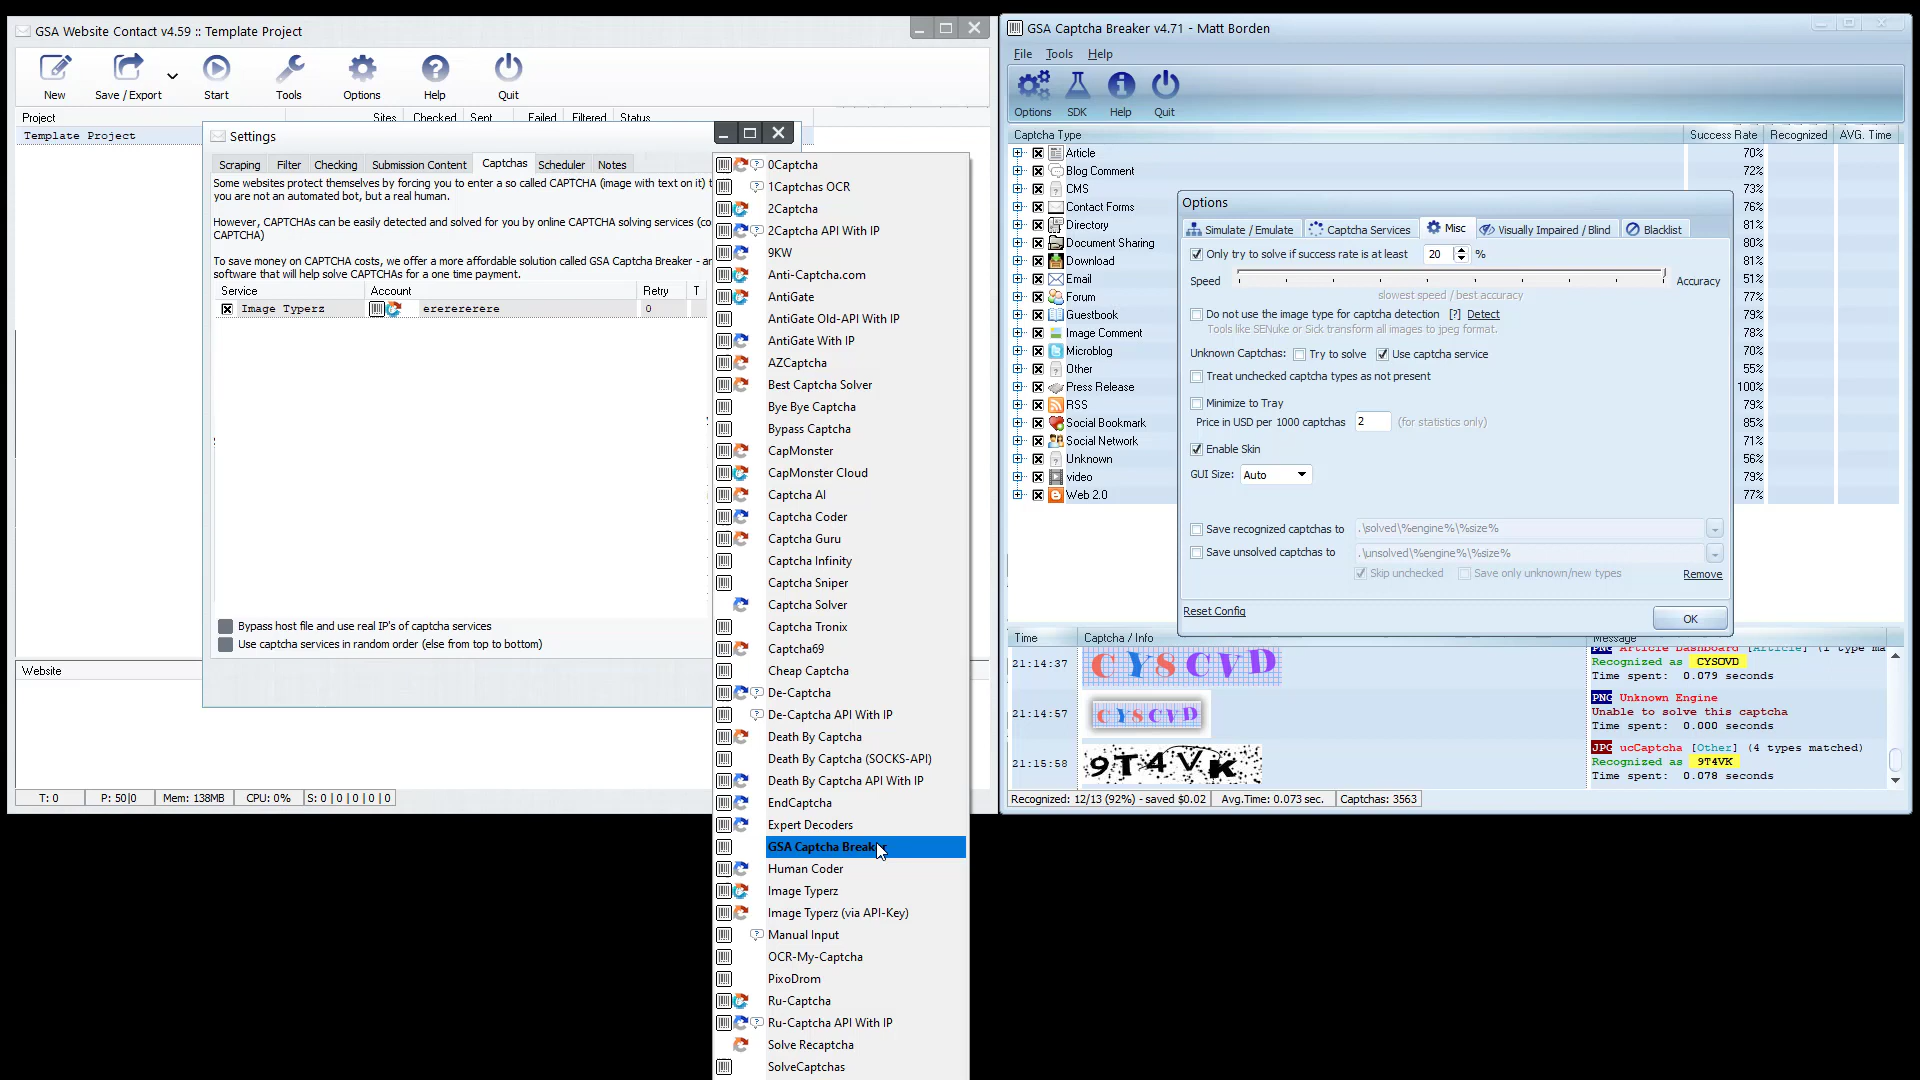 GSA Website Contact v4.59 :: Template Project
New
Save / Export
Start
Tools
Options
Help
Quit
Project
Sites
Checked
Sent
Failed
Filtered
Status
Template Project
Settings
Scraping
Filter
Checking
Submission Content
Captchas
Scheduler
Notes
Some websites protect themselves by forcing you to enter a so called CAPTCHA (image with text on it) t
you are not an automated bot, but a real human.
However, CAPTCHAs can be easily detected and solved for you by online CAPTCHA solving services (co
CAPTCHA)
To save money on CAPTCHA costs, we offer a more affordable solution called GSA Captcha Breaker - an
software that will help solve CAPTCHAs for a one time payment.
Service
Account
Retry
T
Image Typerz
erererere
0
Bypass host file and use real IP's of captcha services
Use captcha services in random order (else from top to bottom)
Website
T: 0
P: 50|0
Mem: 138MB
CPU: 0%
S: 0 | 0 | 0 | 0 | 0
0Captcha
1Captchas OCR
2Captcha
2Captcha API With IP
9KW
Anti-Captcha.com
AntiGate
AntiGate Old-API With IP
AntiGate With IP
AZCaptcha
Best Captcha Solver
Bye Bye Captcha
Bypass Captcha
CapMonster
CapMonster Cloud
Captcha AI
Captcha Coder
Captcha Guru
Captcha Infinity
Captcha Sniper
Captcha Solver
Captcha Tronix
Captcha69
Cheap Captcha
De-Captcha
De-Captcha API With IP
Death By Captcha
Death By Captcha (SOCKS-API)
Death By Captcha API With IP
EndCaptcha
Expert Decoders
GSA Captcha Breaker
Human Coder
Image Typerz
Image Typerz (via API-Key)
Manual Input
OCR-My-Captcha
PixoDrom
Ru-Captcha
Ru-Captcha API With IP
Solve Recaptcha
SolveCaptchas
GSA Captcha Breaker v4.71 - Matt Borden
File
Tools
Help
Options
SDK
Help
Quit
Captcha Type
Success Rate
Recognized
AVG. Time
Article 70%
Blog Comment 72%
CMS 73%
Contact Forms 76%
Directory 81%
Document Sharing 80%
Download 81%
Email 51%
Forum 77%
Guestbook 79%
Image Comment 78%
Microblog 70%
Other 55%
Press Release 100%
RSS 79%
Social Bookmark 85%
Social Network 71%
Unknown 56%
video 79%
Web 2.0 77%
Options
Simulate / Emulate
Captcha Services
Misc
Visually Impaired / Blind
Blacklist
Only try to solve if success rate is at least 20 %
Speed
Accuracy
slowest speed / best accuracy
Do not use the image type for captcha detection [?] Detect
Tools like SENuke or Sick transform all images to jpeg format.
Unknown Captchas: Try to solve Use captcha service
Treat unchecked captcha types as not present
Minimize to Tray
Price in USD per 1000 captchas 2 (for statistics only)
Enable Skin
GUI Size: Auto
Save recognized captchas to .\solved\%engine%\%size%
Save unsolved captchas to .\unsolved\%engine%\%size%
Skip unchecked Save only unknown/new types Remove
Reset Config
OK
Time
Captcha / Info
Message
21:14:37
CYSCVD
PNG Article Dashboard [Article] (1 type ma
Recognized as CYSOVD
Time spent: 0.079 seconds
21:14:57
CYSCVD
PNG Unknown Engine
Unable to solve this captcha
Time spent: 0.000 seconds
21:15:58
9T4VK
JPG ucCaptcha [Other] (4 types matched)
Recognized as 9T4VK
Time spent: 0.078 seconds
Recognized: 12/13 (92%) - saved $0.02
Avg.Time: 0.073 sec.
Captchas: 3563